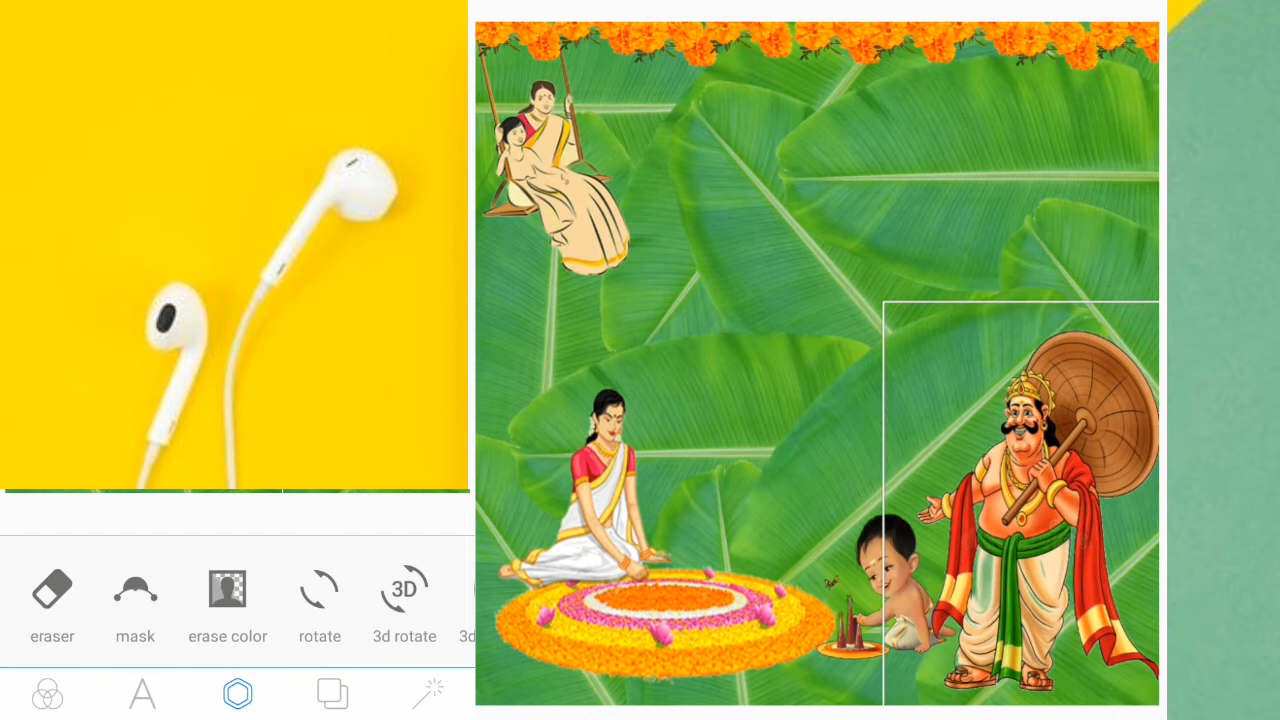 eraser
mask
erase color
rotate
3D
3d rotate
3d